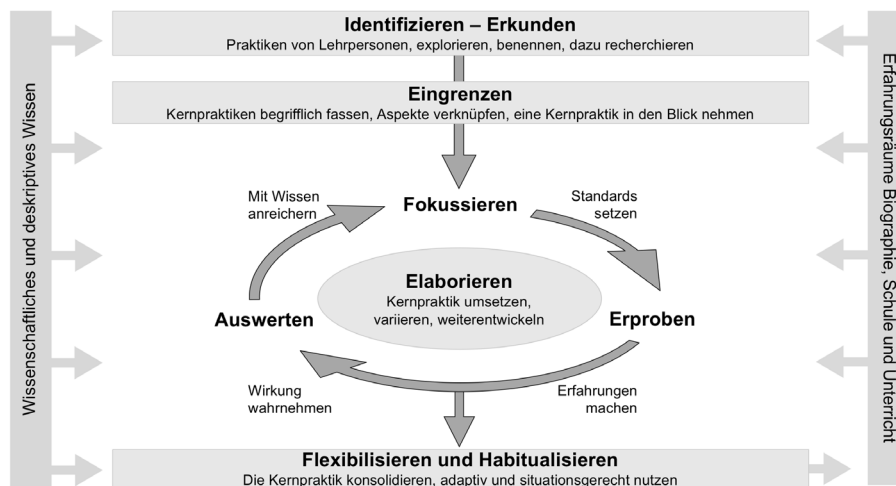 Identifizieren – Erkunden
Praktiken von Lehrpersonen, explorieren, benennen, dazu recherchieren
Eingrenzen
Kernpraktiken begrifflich fassen, Aspekte verknüpfen, eine Kernpraktik in den Blick nehmen
Wissenschaftliches und deskriptives Wissen
Mit Wissen
anreichern
Fokussieren
Standards
setzen
Elaborieren
Kernpraktik umsetzen,
variieren, weiterentwickeln
Auswerten
Erproben
Wirkung
wahrnehmen
Erfahrungen
machen
Flexibilisieren und Habitualisieren
Die Kernpraktik konsolidieren, adaptiv und situationsgerecht nutzen
Erfahrungsräume Biographie, Schule und Unterricht